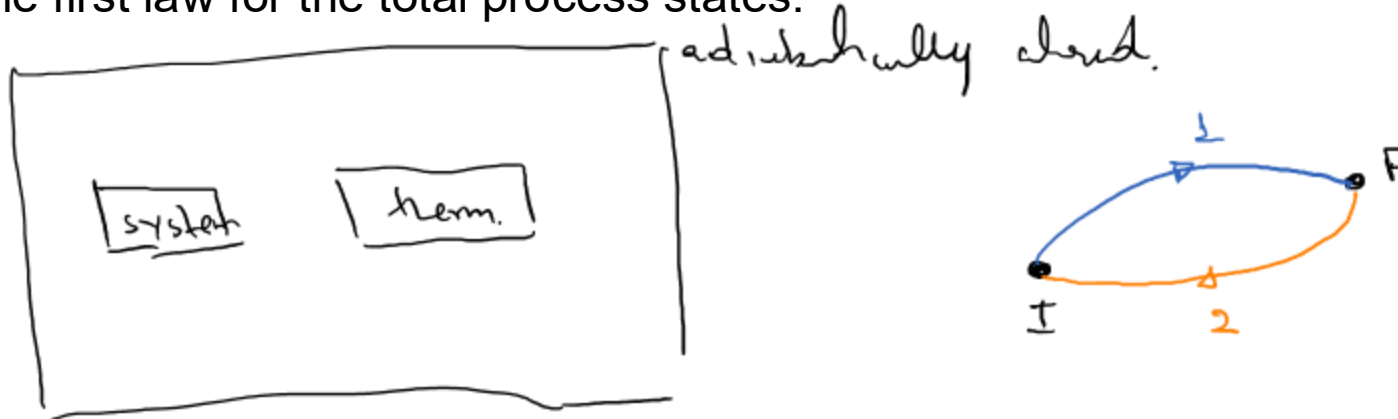 he first law for the total process states.
adiabatically closed.
1
F
system
therm.
I
2